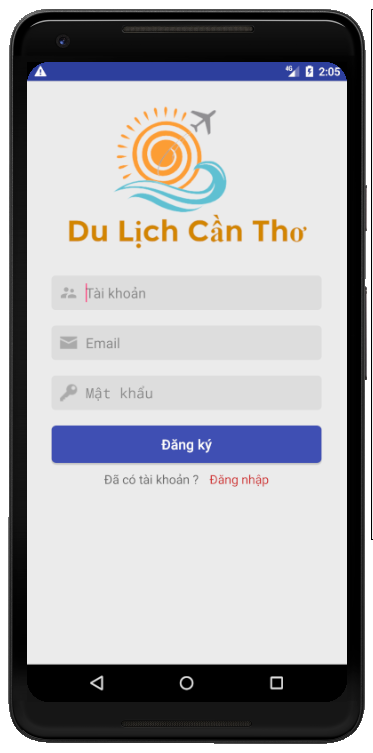 4G 2:05
Du Lịch Cần Thơ
Tài khoản
Email
Mật khẩu
Đăng ký
Đã có tài khoản ? Đăng nhập